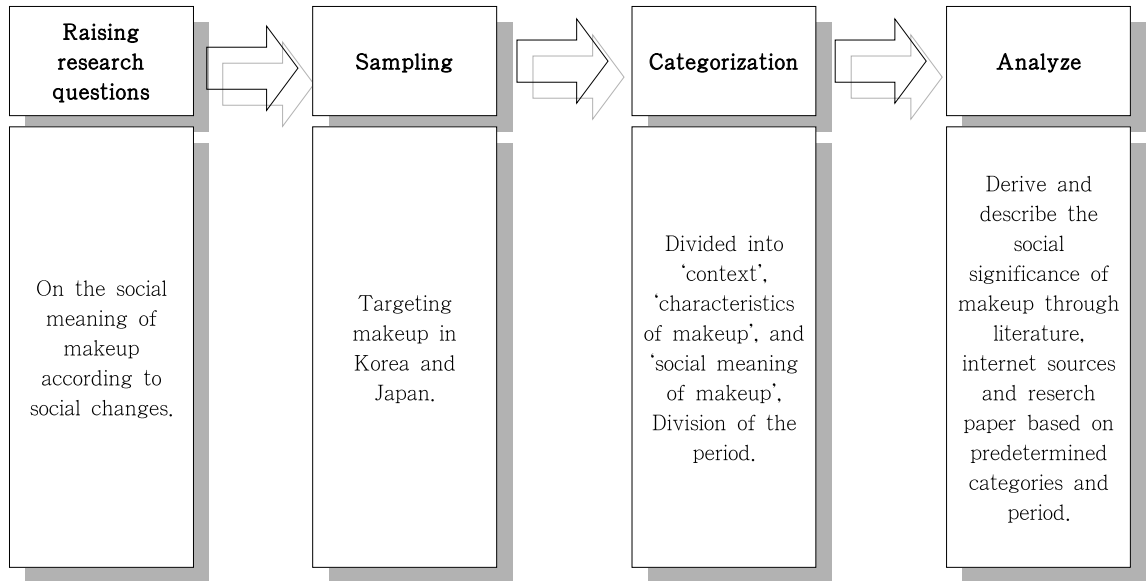 Raising
research
questions
Sampling
Categorization
Analyze
On the social
meaning of
makeup
according to
social changes.
Targeting
makeup in
Korea and
Japan.
Divided into
‘context’,
‘characteristics
of makeup’, and
‘social meaning
of makeup’,
Division of the
period.
Derive and
describe the
social
significance of
makeup through
literature,
internet sources
and reserch
paper based on
predetermined
categories and
period.